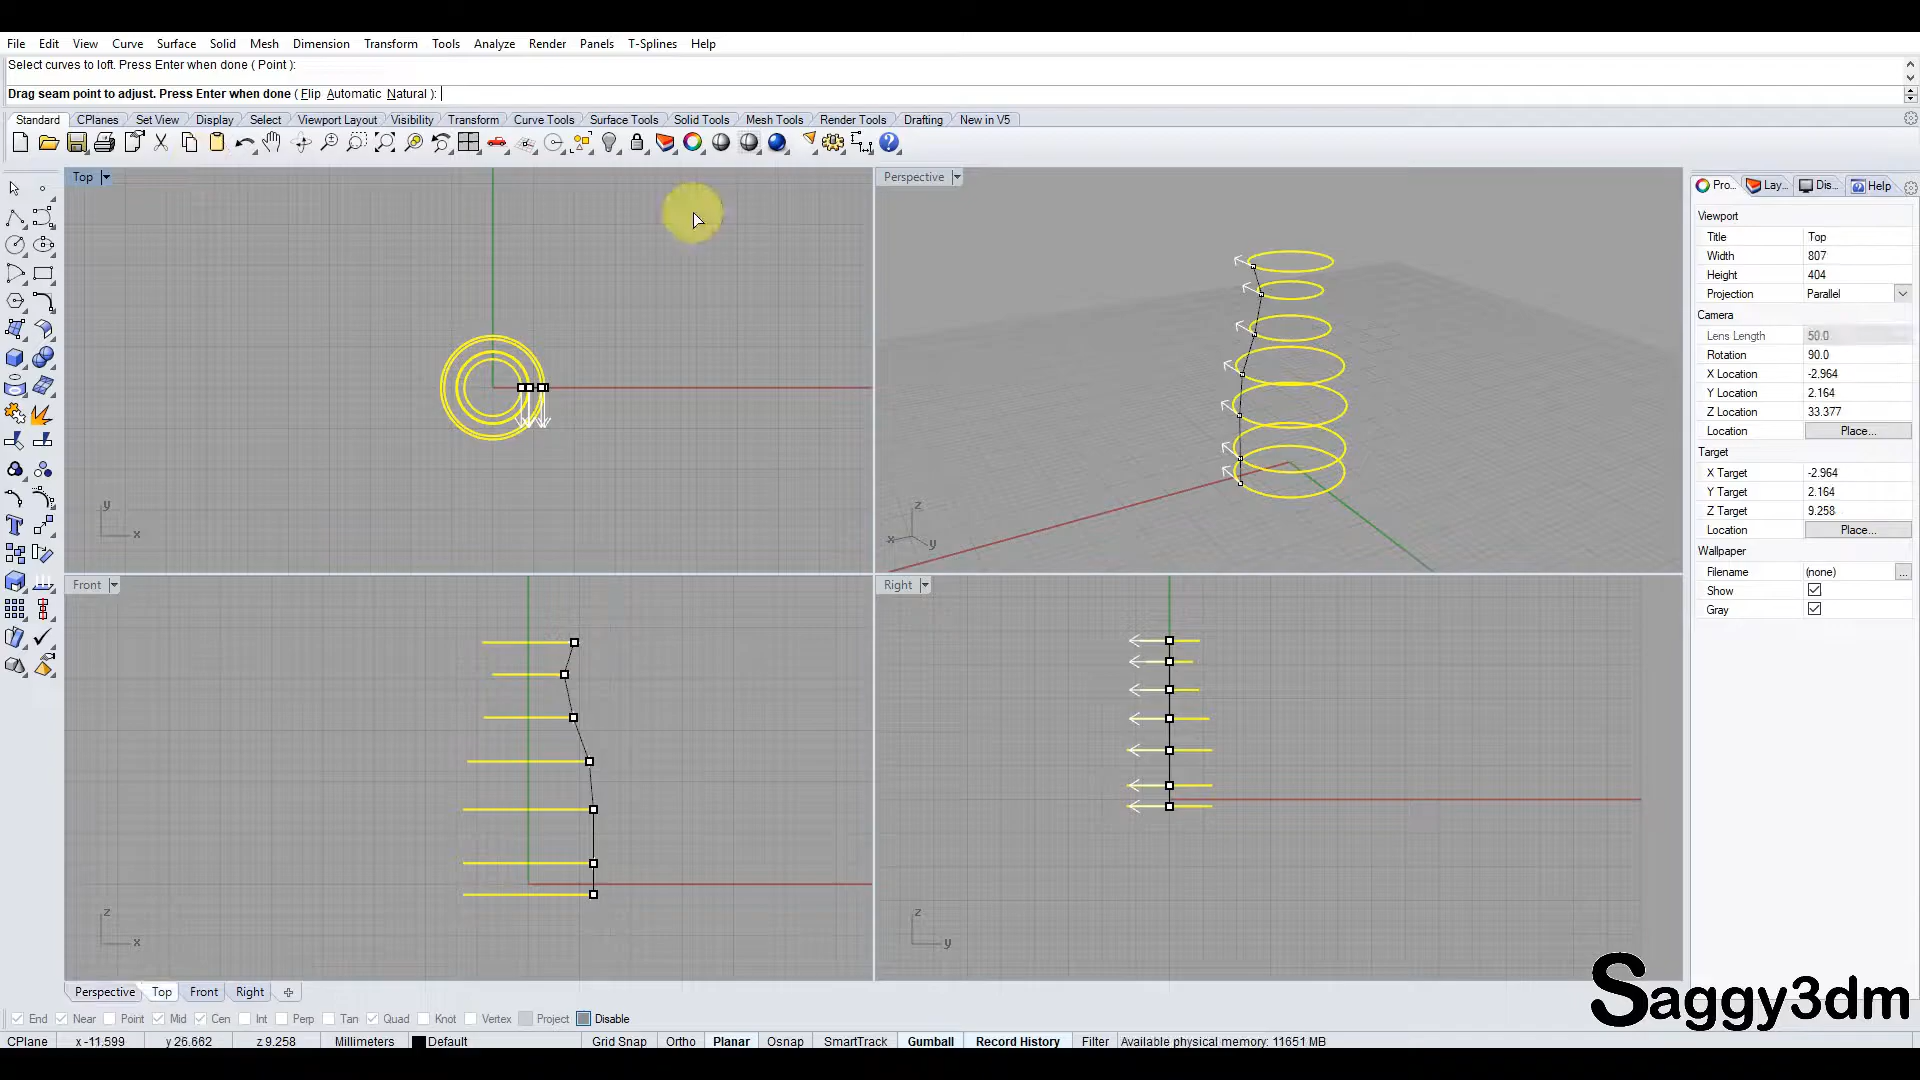 File Edit View Curve Surface Solid Mesh Dimension Transform Tools Analyze Render Panels T-Splines Help
Select curves to loft. Press Enter when done ( Point ):
Drag seam point to adjust. Press Enter when done ( Flip Automatic Natural ):
Standard CPlanes Set View Display Select Viewport Layout Visibility Transform Curve Tools Surface Tools Solid Tools Mesh Tools Render Tools Drafting New in V5
Top
Perspective
Pro... Lay... Dis... Help
Viewport
Title Top
Width 807
Height 404
Projection Parallel
Camera
Lens Length 50.0
Rotation 90.0
X Location -2.964
Y Location 2.164
Z Location 33.377
Location Place...
Target
X Target -2.964
Y Target 2.164
Z Target 9.258
Location Place...
Wallpaper
Filename (none) ...
Show
Gray
y
x
z
x
y
Front
Right
z
x
z
y
Perspective Top Front Right
Saggy3dm
End Near Point Mid Cen Int Perp Tan Quad Knot Vertex Project Disable
CPlane x -11.599 y 26.662 z 9.258 Millimeters Default Grid Snap Ortho Planar Osnap SmartTrack Gumball Record History Filter Available physical memory: 11651 MB